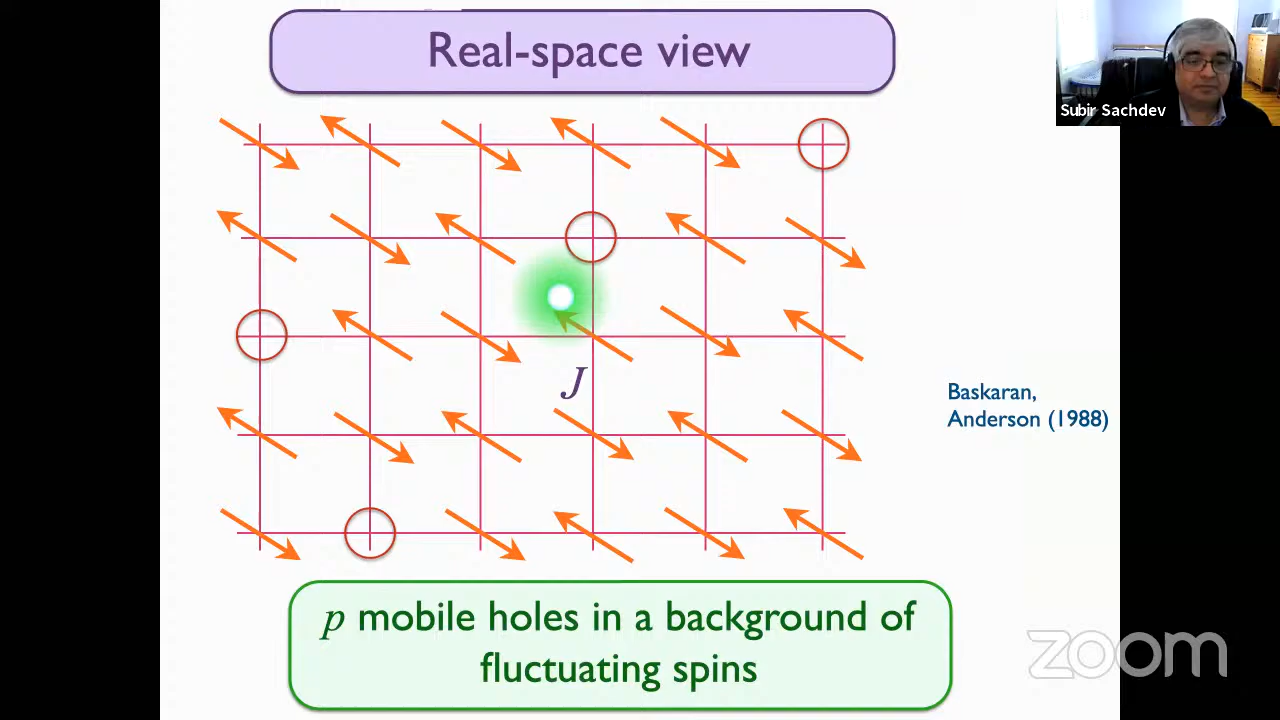 Real-space view
Subir Sachdev
J
Baskaran,
Anderson (1988)
p mobile holes in a background of
fluctuating spins
zoom